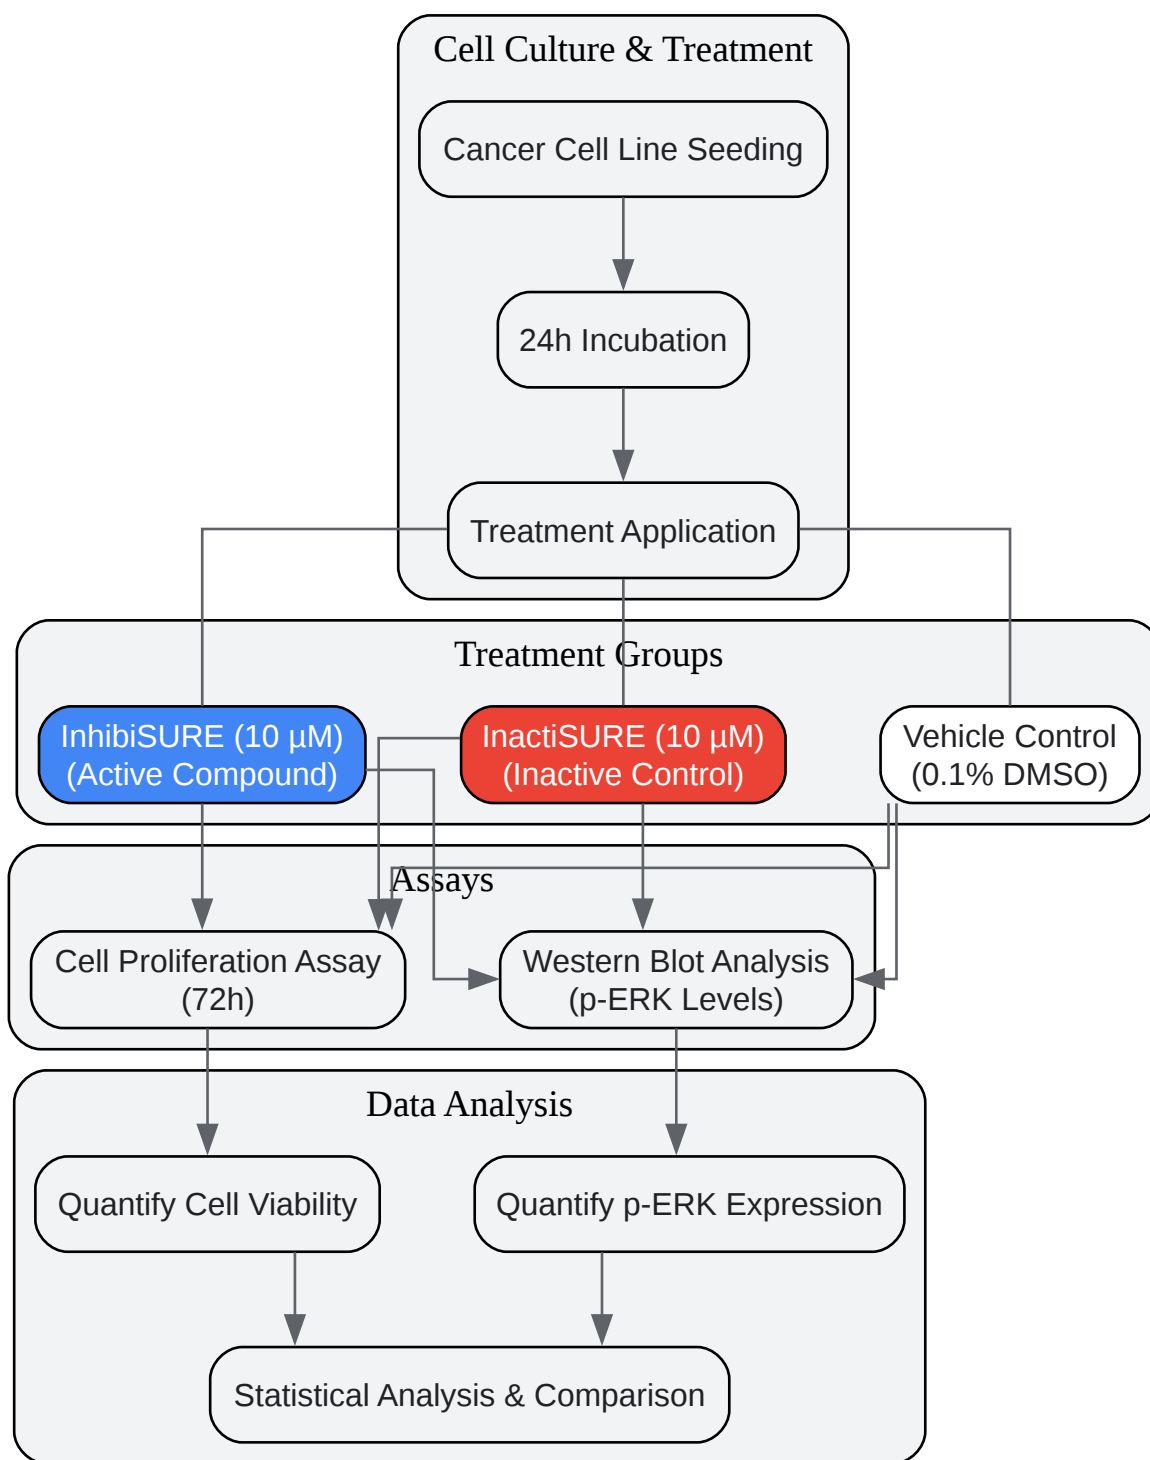 Cell Culture & Treatment
Cancer Cell Line Seeding
24h Incubation
Treatment Application
Treatment Groups
InhibiSURE (10 µM)
(Active Compound)
InactiSURE (10 µM)
(Inactive Control)
Vehicle Control
(0.1% DMSO)
Assays
Cell Proliferation Assay
(72h)
Western Blot Analysis
(p-ERK Levels)
Data Analysis
Quantify Cell Viability
Quantify p-ERK Expression
Statistical Analysis & Comparison